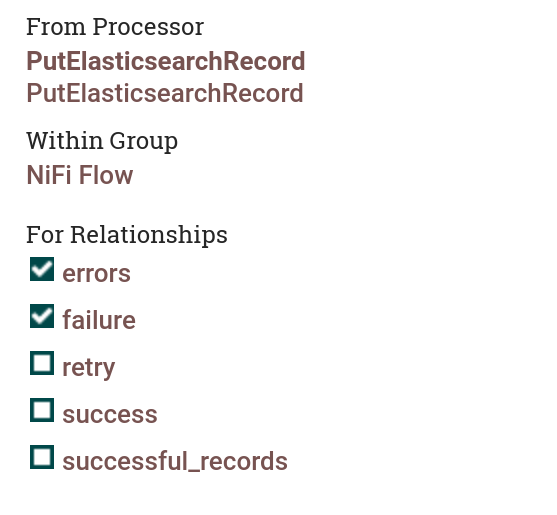 From Processor
PutElasticsearchRecord
PutElasticsearchRecord
Within Group
NiFi Flow
For Relationships
errors
failure
retry
success
successful_records